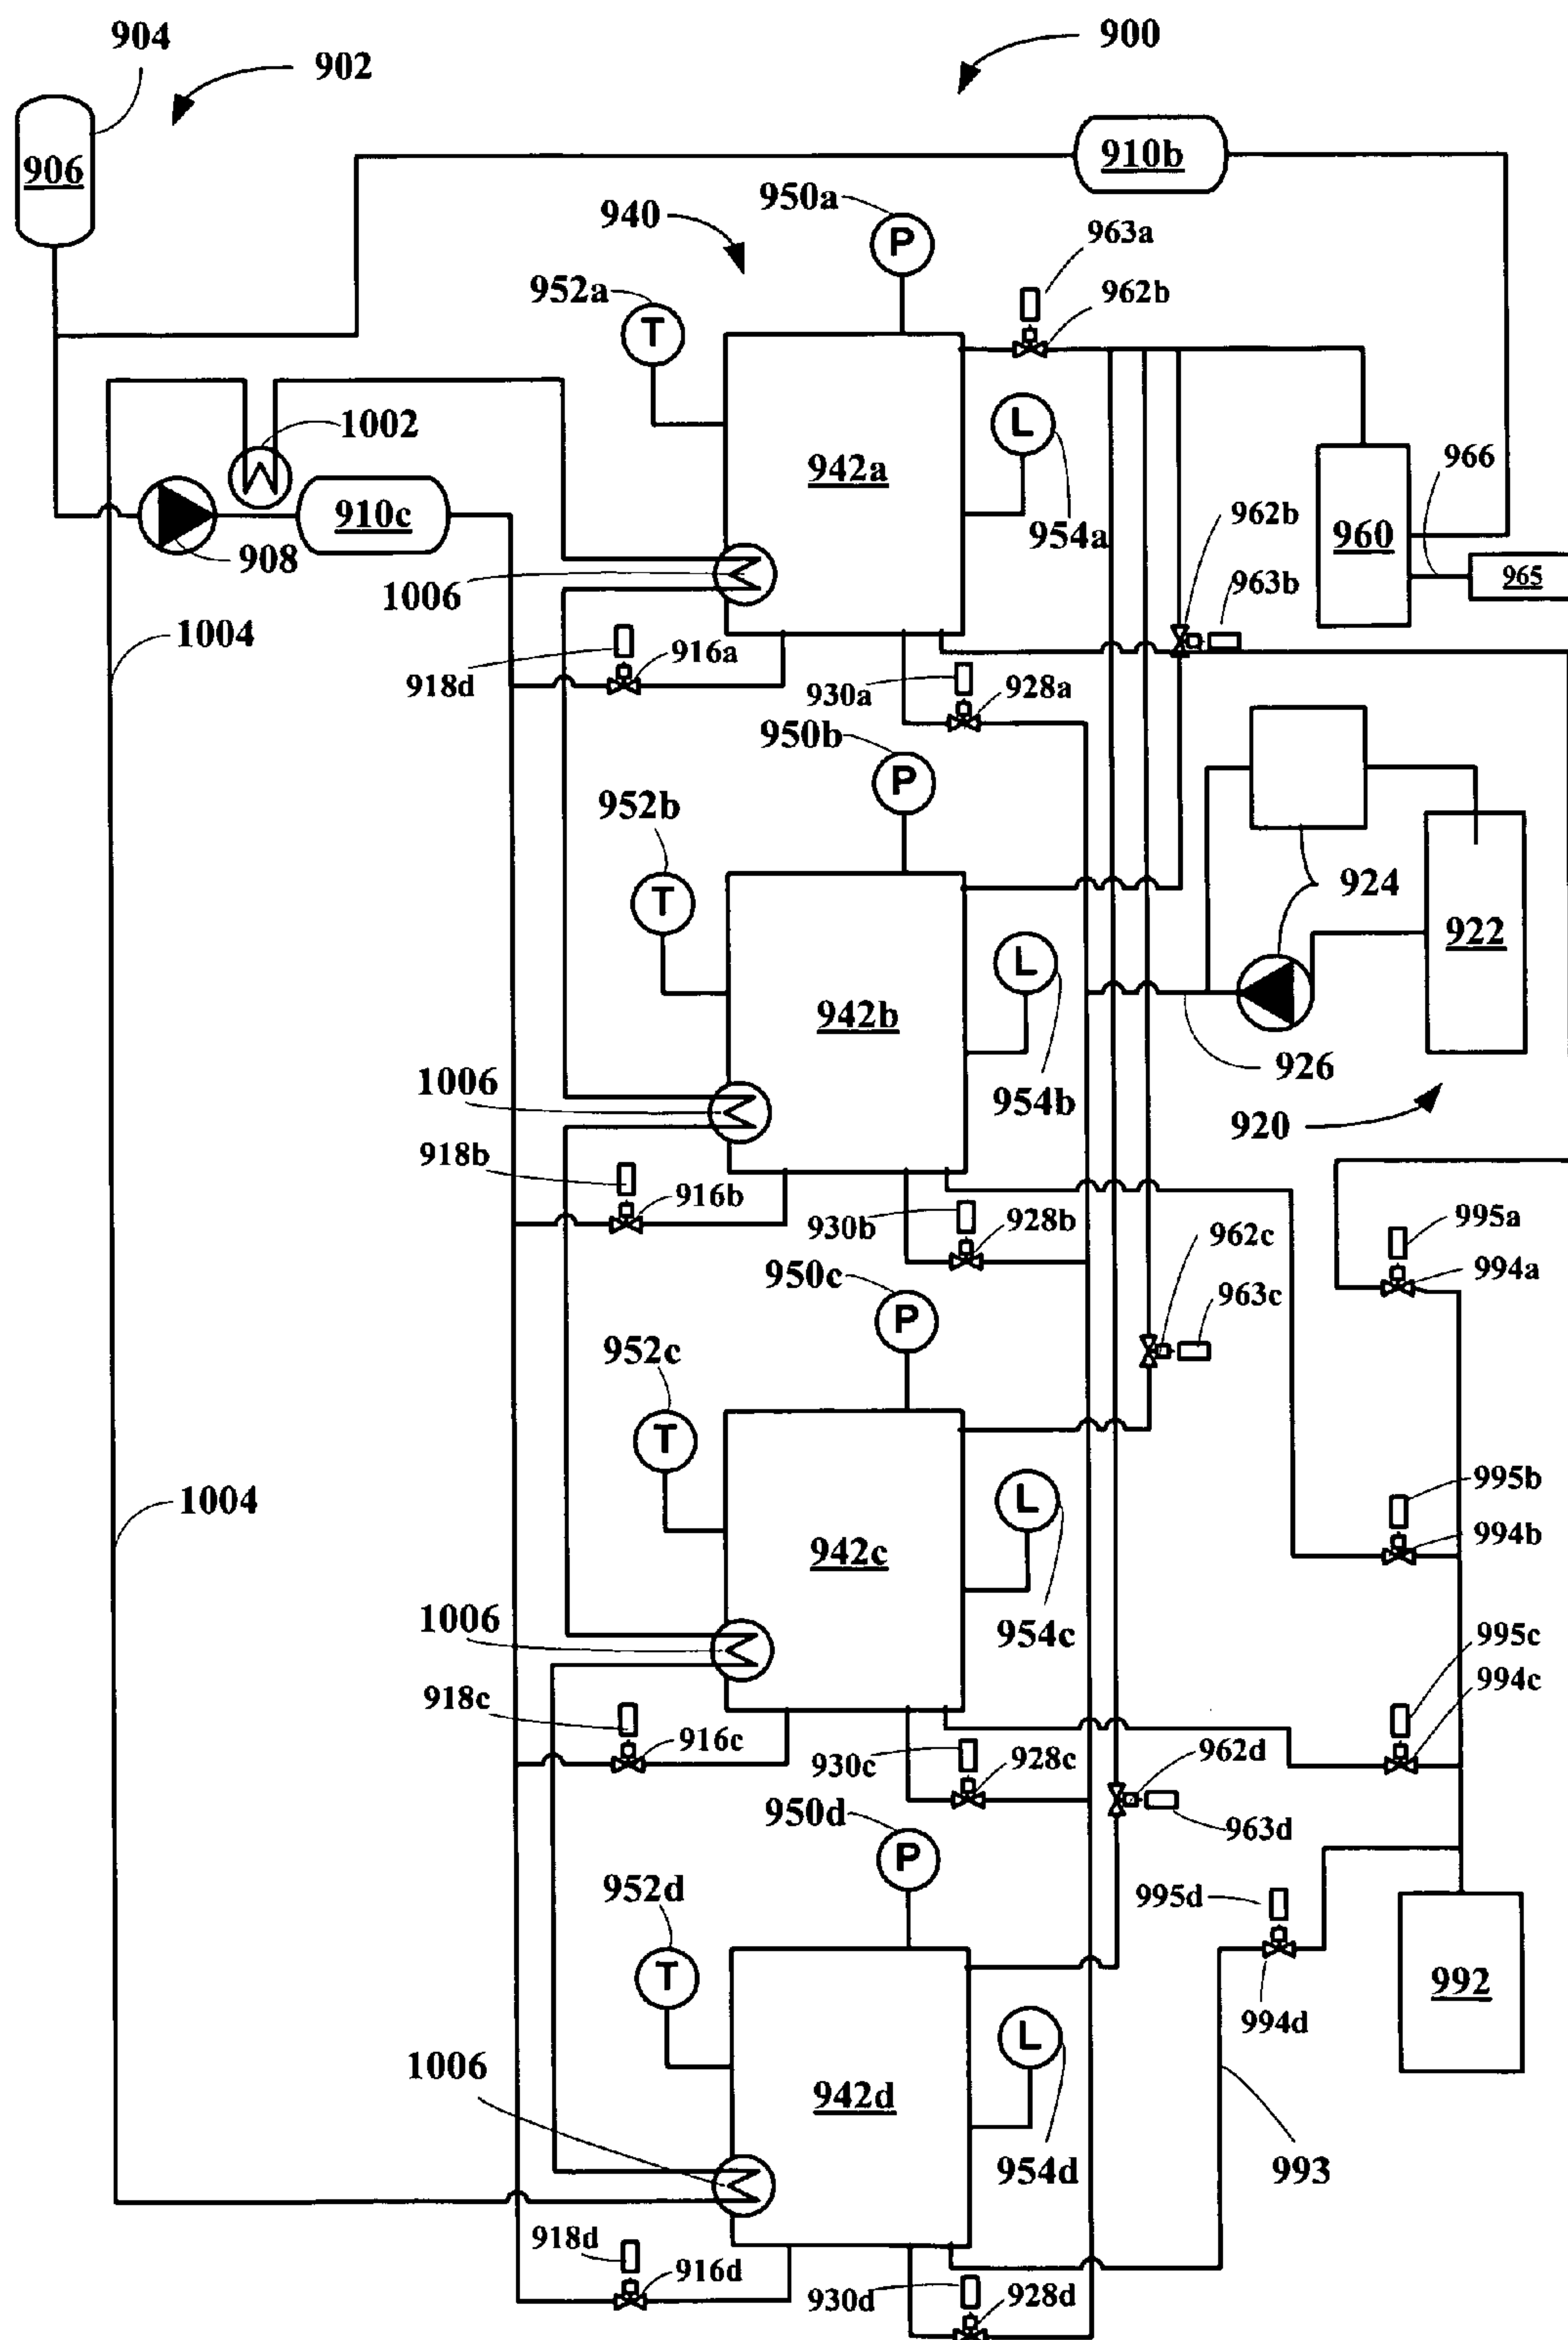 904
902
900
906
910b
950a
940
963a
952a
P
962b
T
1002
L
966
942a
962b
910c
954a
960
965
908
1006
963b
1004
916a
918d
930a
928a
950b
P
952b
924
T
922
L
942b
926
1006
954b
920
918b
916b
995a
930b
928b
962c
994a
950c
963c
P
952c
T
995b
1004
L
994b
942c
1006
954c
995c
994c
918c
916c
962d
930c
928c
950d
963d
P
952d
995d
T
992
994d
L
1006
942d
954d
993
918d
916d
930d
928d